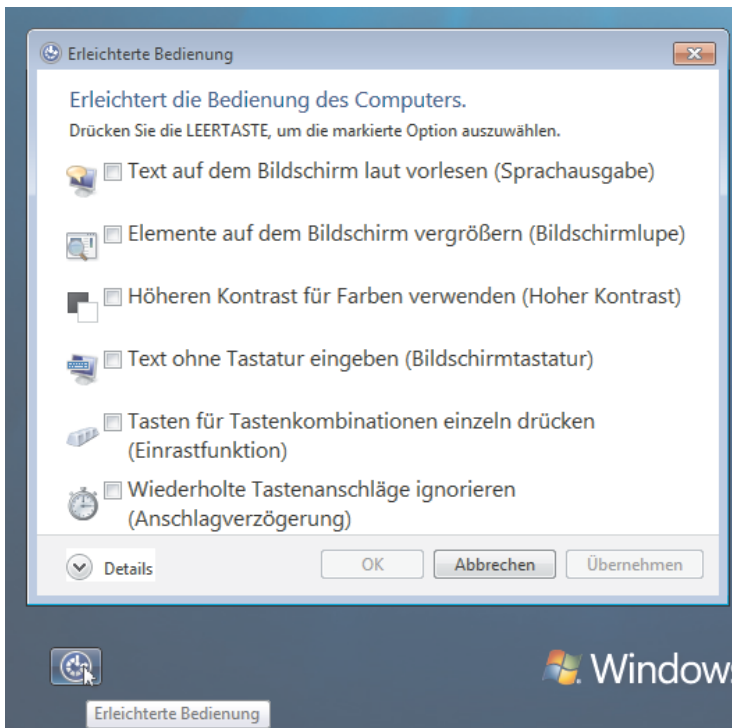 Erleichterte Bedienung
Erleichtert die Bedienung des Computers.
Drücken Sie die LEERTASTE, um die markierte Option auszuwählen.
Text auf dem Bildschirm laut vorlesen (Sprachausgabe)
Elemente auf dem Bildschirm vergrößern (Bildschirmlupe)
Höheren Kontrast für Farben verwenden (Hoher Kontrast)
Text ohne Tastatur eingeben (Bildschirmtastatur)
Tasten für Tastenkombinationen einzeln drücken
(Einrastfunktion)
Wiederholte Tastenanschläge ignorieren
(Anschlagverzögerung)
Details OK Abbrechen Übernehmen
Windows
Erleichterte Bedienung